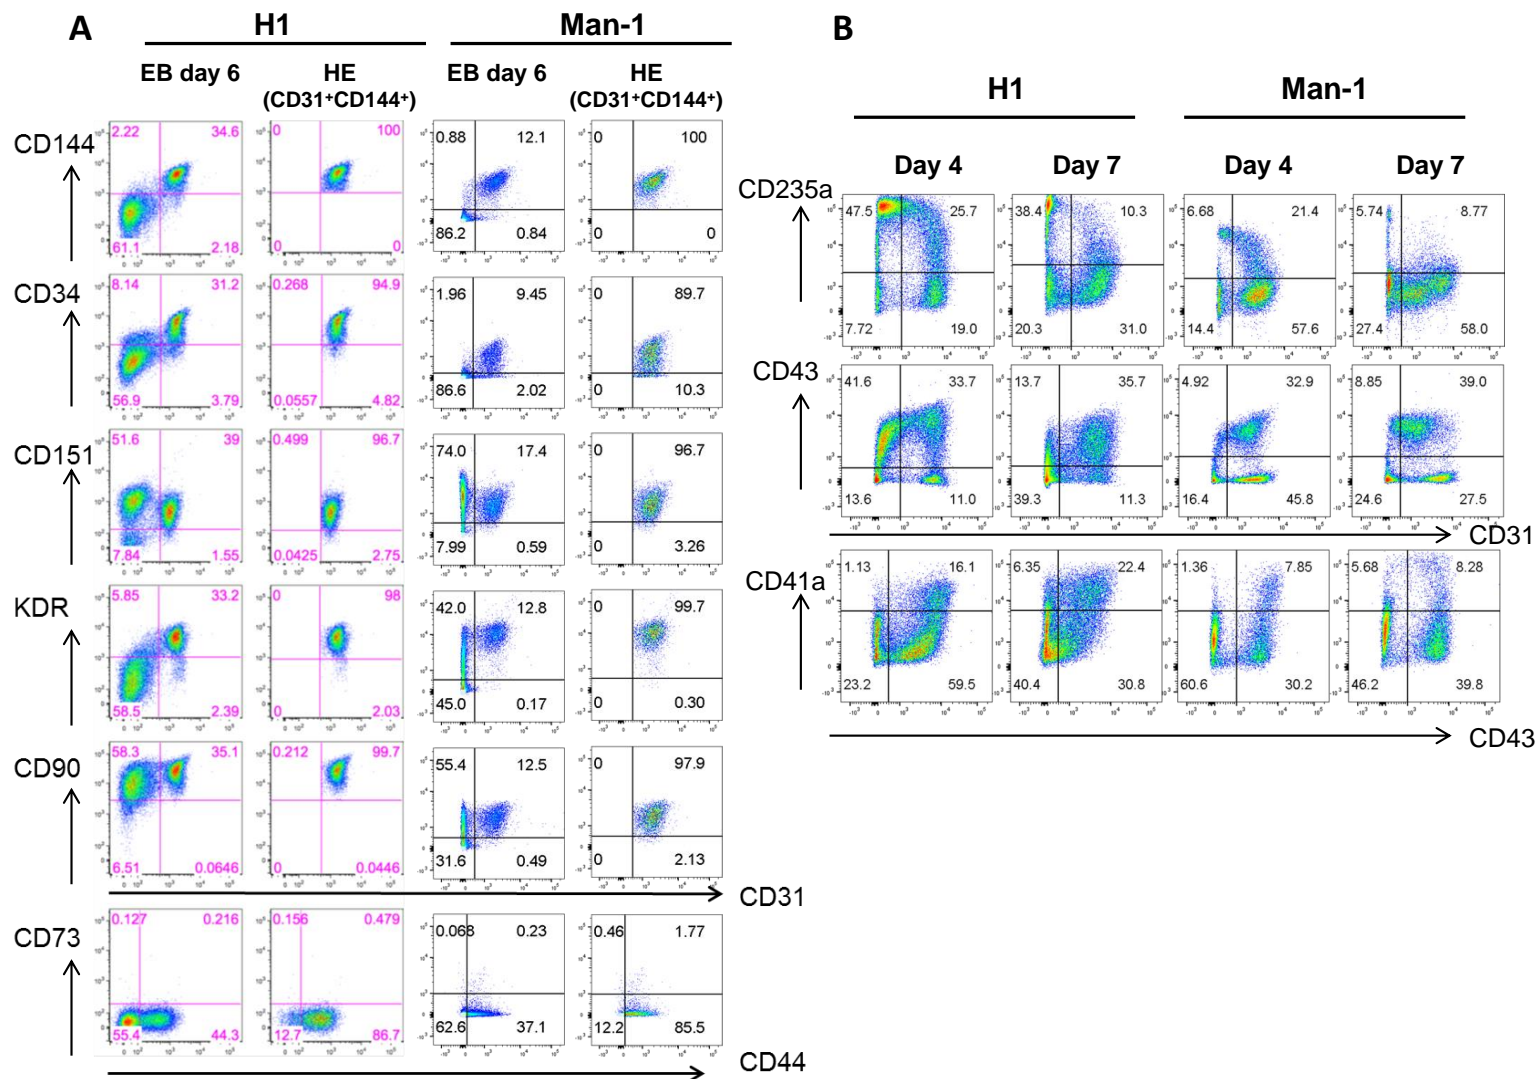 A
H1
Man-1
EB day 6
HE
(CD31⁺CD144⁺)
EB day 6
HE
(CD31⁺CD144⁺)
CD144
2.22 34.6
61.1 2.18
0 100
0 0
0.88 12.1
86.2 0.84
0 100
0 0
CD34
8.14 31.2
56.9 3.79
0.268 94.9
0.0557 4.82
1.96 9.45
86.6 2.02
0 89.7
0 10.3
CD151
51.6 39
7.84 1.55
0.499 96.7
0.0425 2.75
74.0 17.4
7.99 0.59
0 96.7
0 3.26
KDR
5.85 33.2
58.5 2.39
0 98
0 2.03
42.0 12.8
45.0 0.17
0 99.7
0 0.30
CD90
58.3 35.1
6.51 0.0646
0.212 99.7
0 0.0446
55.4 12.5
31.6 0.49
0 97.9
0 2.13
CD31
CD73
0.127 0.216
55.4 44.3
0.156 0.479
12.7 86.7
0.068 0.23
62.6 37.1
0.46 1.77
12.2 85.5
CD44
B
H1
Man-1
Day 4
Day 7
Day 4
Day 7
CD235a
47.5 25.7
7.72 19.0
38.4 10.3
20.3 31.0
6.68 21.4
14.4 57.6
5.74 8.77
27.4 58.0
CD43
41.6 33.7
13.6 11.0
13.7 35.7
39.3 11.3
4.92 32.9
16.4 45.8
8.85 39.0
24.6 27.5
CD31
CD41a
1.13 16.1
23.2 59.5
6.35 22.4
40.4 30.8
1.36 7.85
60.6 30.2
5.68 8.28
46.2 39.8
CD43